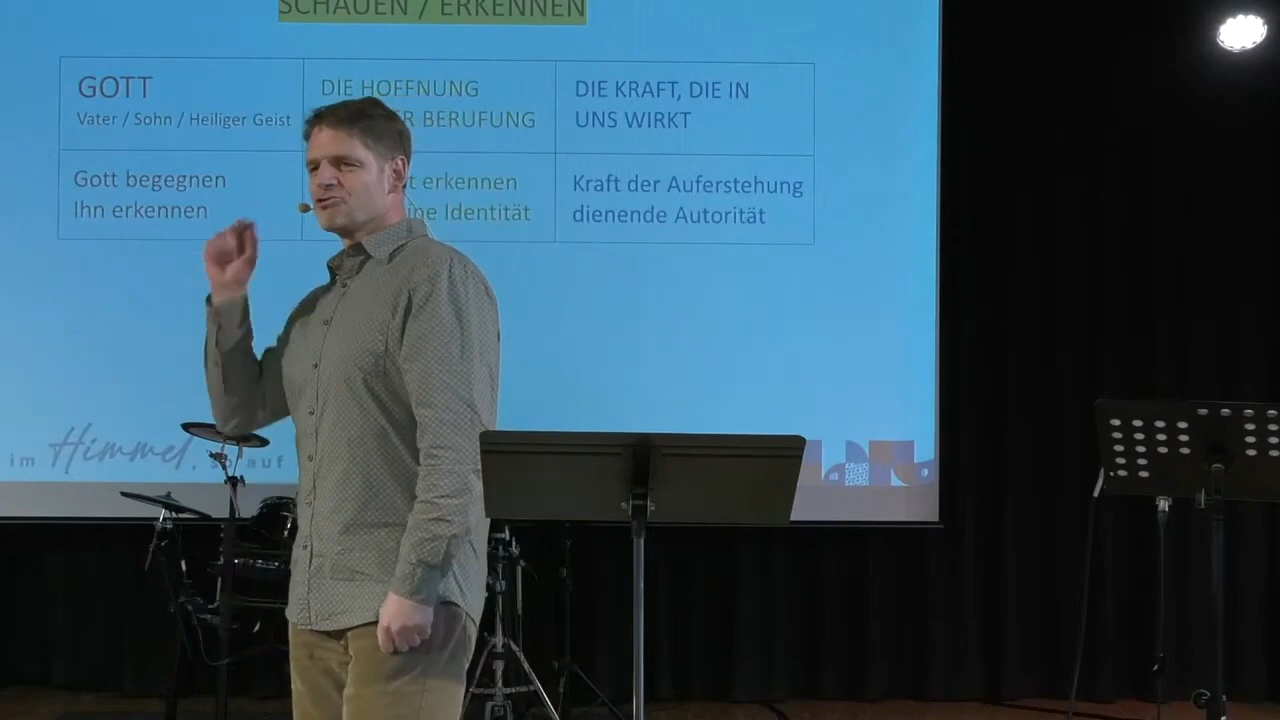 SCHAUEN / ERKENNEN
GOTT
Vater / Sohn / Heiliger Geist
DIE HOFFNUNG
BERUFUNG
DIE KRAFT, DIE IN
UNS WIRKT
Gott begegnen
Ihn erkennen
erkennen
Identität
Kraft der Auferstehung
dienende Autorität
im Himmel, auf